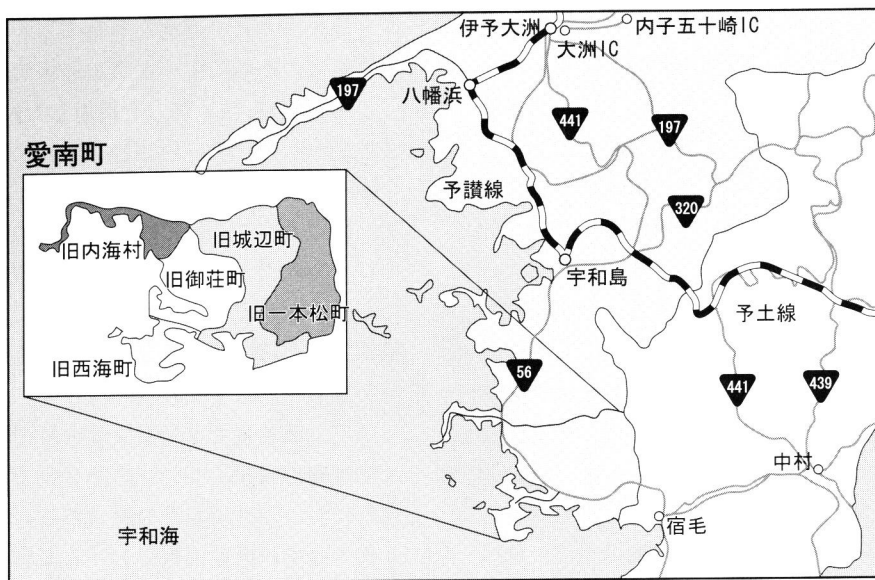 伊予大洲
内子五十崎IC
大洲IC
八幡浜
197
441
197
愛南町
予讃線
320
旧内海村
旧城辺町
旧御荘町
宇和島
旧一本松町
予土線
旧西海町
56
441
439
中村
宇和海
宿毛